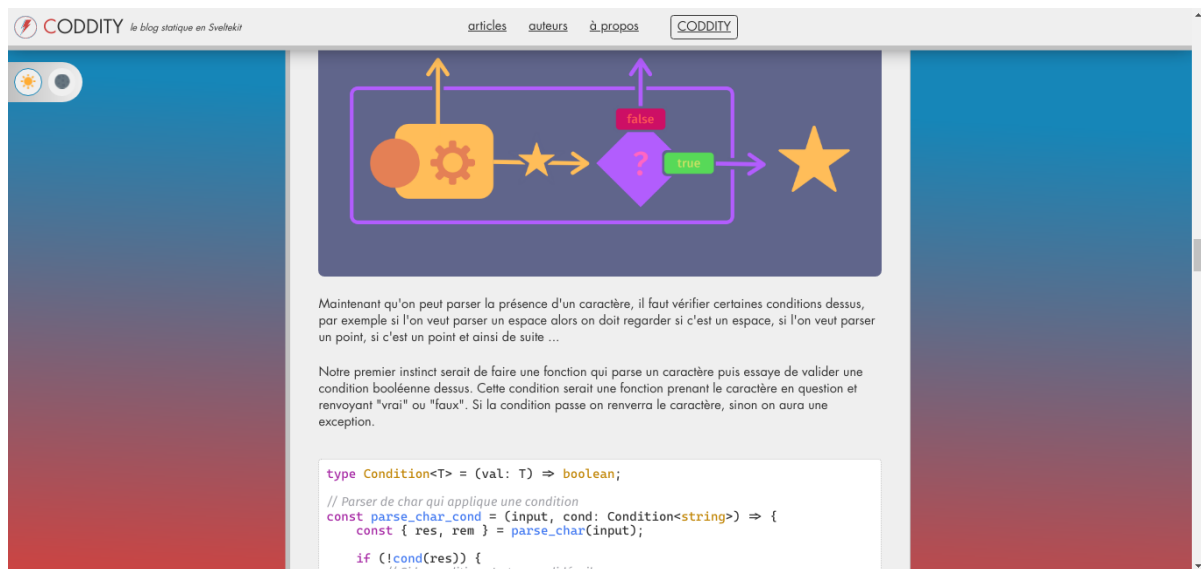 CODDITY le blog statique en Sveltekit articles auteurs à propos CODDITY
false
?
true
Maintenant qu'on peut parser la présence d'un caractère, il faut vérifier certaines conditions dessus,
par exemple si l'on veut parser un espace alors on doit regarder si c'est un espace, si l'on veut parser
un point, si c'est un point et ainsi de suite ...
Notre premier instinct serait de faire une fonction qui parse un caractère puis essaye de valider une
condition booléenne dessus. Cette condition serait une fonction prenant le caractère en question et
renvoyant "vrai" ou "faux". Si la condition passe on renverra le caractère, sinon on aura une
exception.
type Condition<T> = (val: T) => boolean;
// Parser de char qui applique une condition
const parse_char_cond = (input, cond: Condition<string>) => {
const { res, rem } = parse_char(input);
if (!cond(res)) {